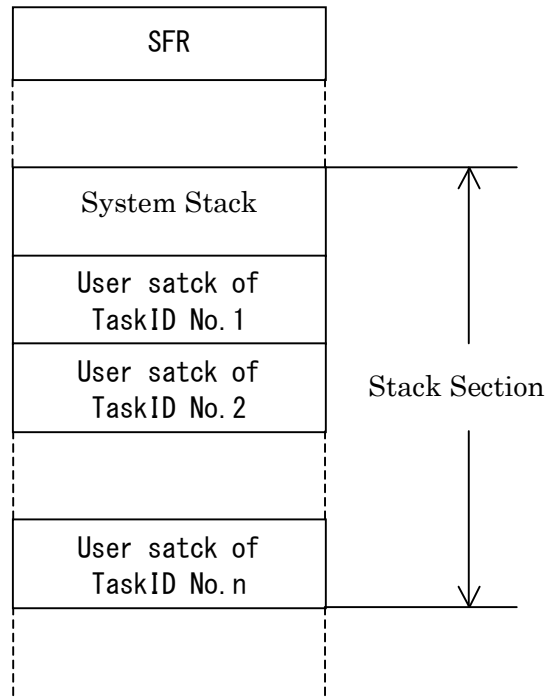 SFR
System Stack
User satck of
TaskID No.1
User satck of
TaskID No.2
Stack Section
User satck of
TaskID No.n